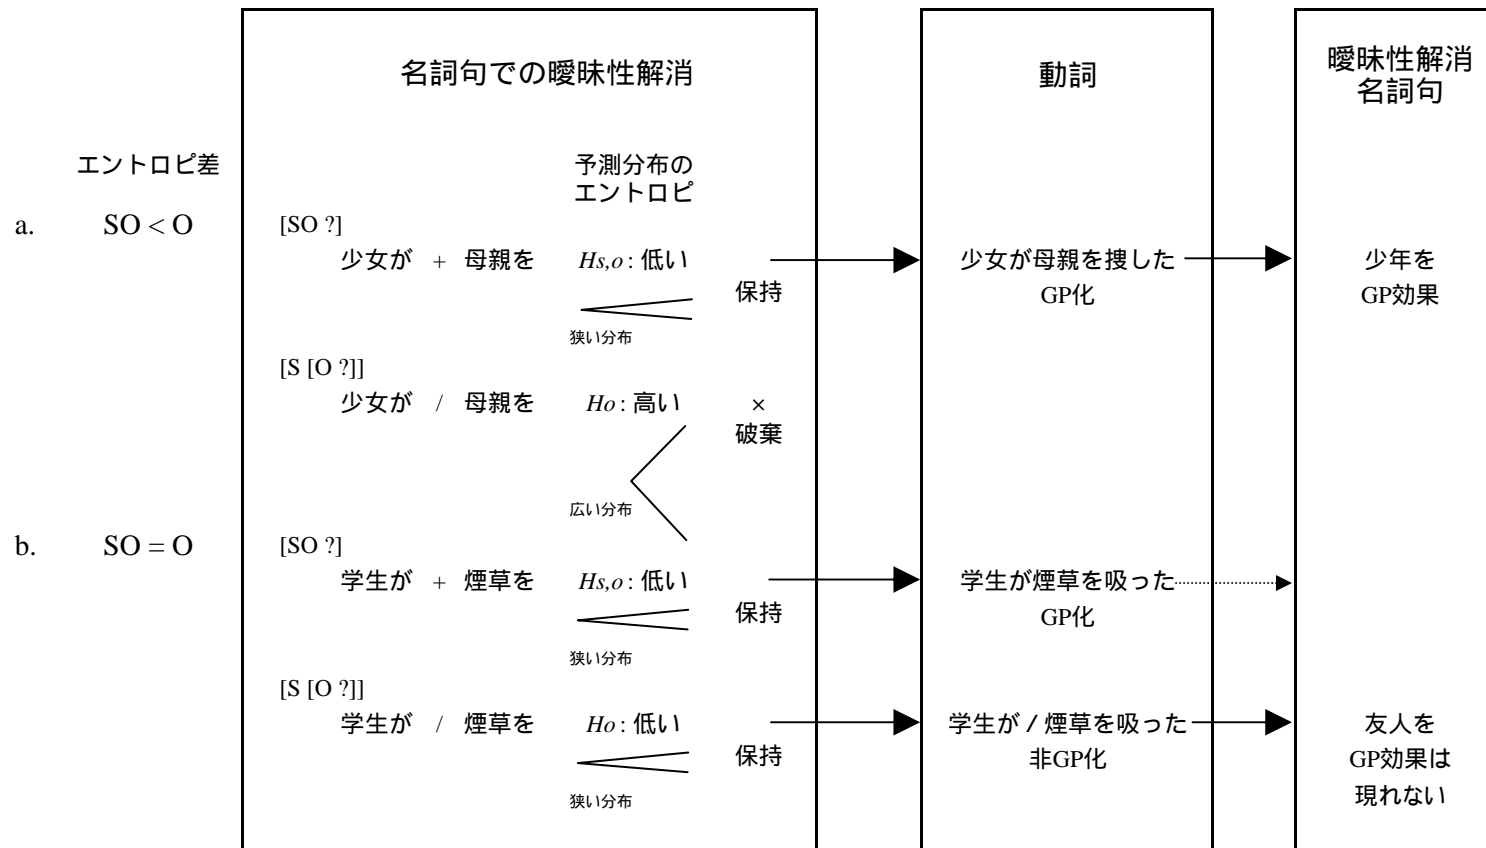 名詞句での曖昧性解消
動詞
曖昧性解消
名詞句
エントロピ差
予測分布の
エントロピ
a. SO < O
[SO ?]
少女が + 母親を Hs,o : 低い
保持
狭い分布
少女が母親を捜した
GP化
少年を
GP効果
[S [O ?]]
少女が / 母親を Ho : 高い ×
破棄
広い分布
b. SO = O
[SO ?]
学生が + 煙草を Hs,o : 低い
保持
狭い分布
学生が煙草を吸った
GP化
[S [O ?]]
学生が / 煙草を Ho : 低い
保持
狭い分布
学生が / 煙草を吸った
非GP化
友人を
GP効果は
現れない